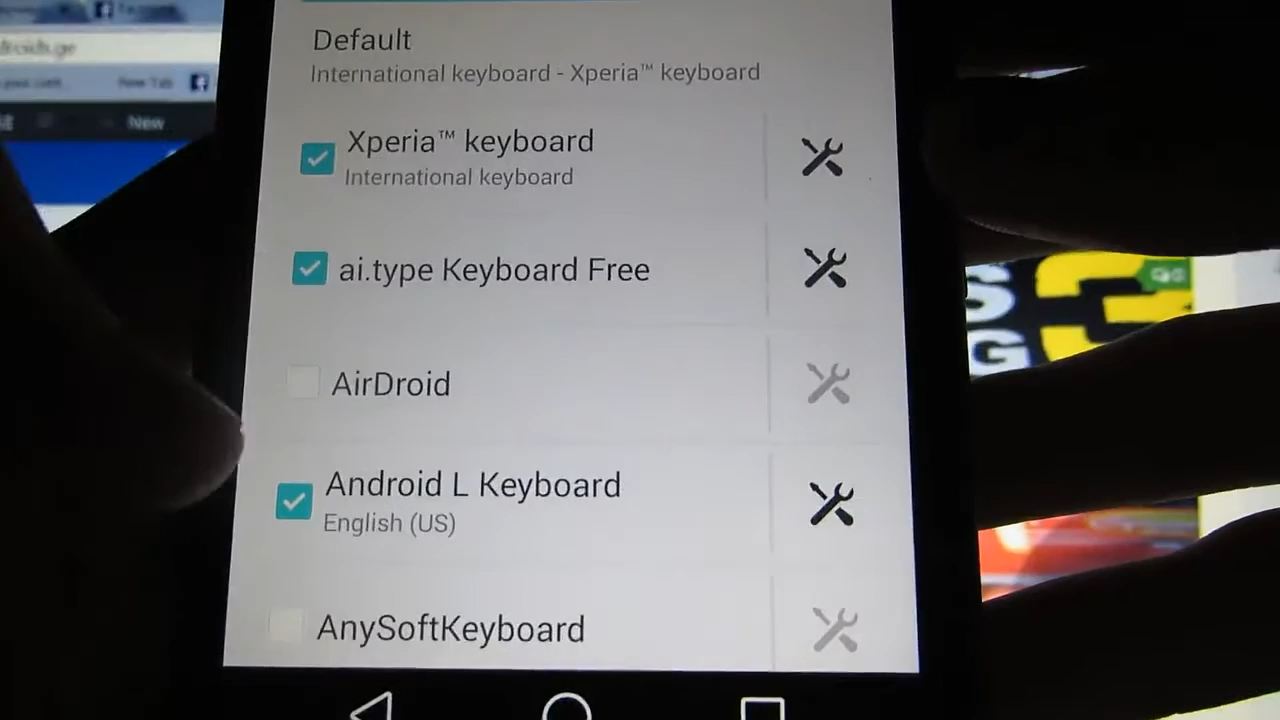 New Tab
New
Default
International keyboard - Xperia™ keyboard
Xperia™ keyboard
International keyboard
ai.type Keyboard Free
AirDroid
Android L Keyboard
English (US)
AnySoftKeyboard
S
G